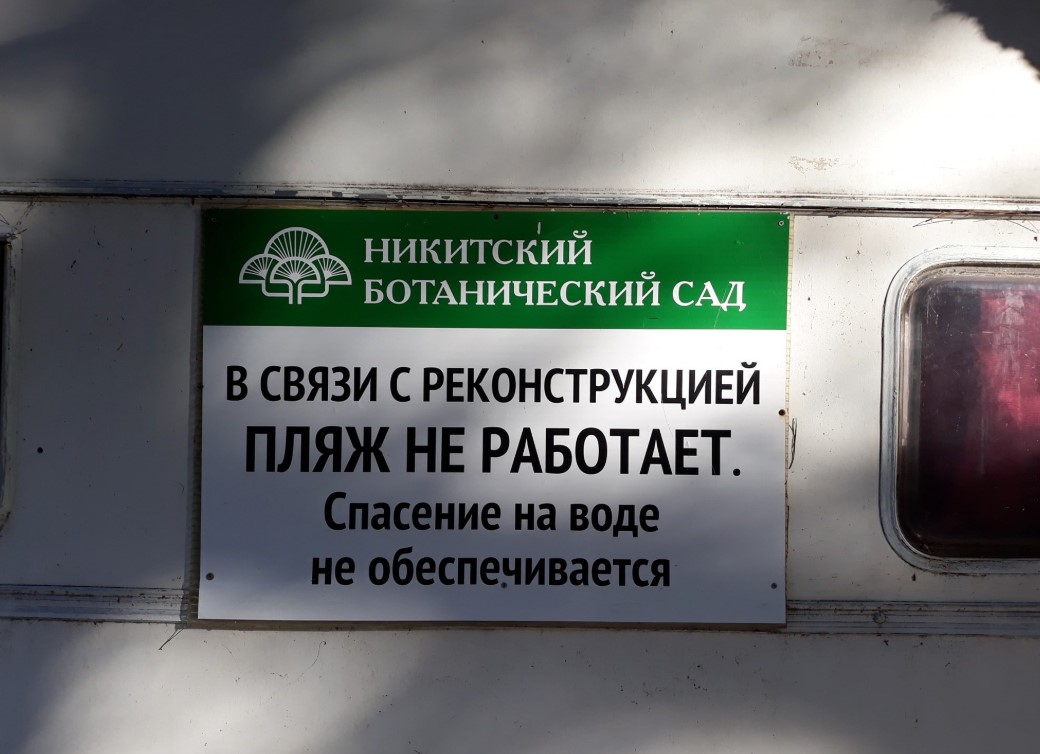 НИКИТСКИЙ
БОТАНИЧЕСКИЙ САД
В СВЯЗИ С РЕКОНСТРУКЦИЕЙ
ПЛЯЖ НЕ РАБОТАЕТ.
Спасение на воде
не обеспечивается